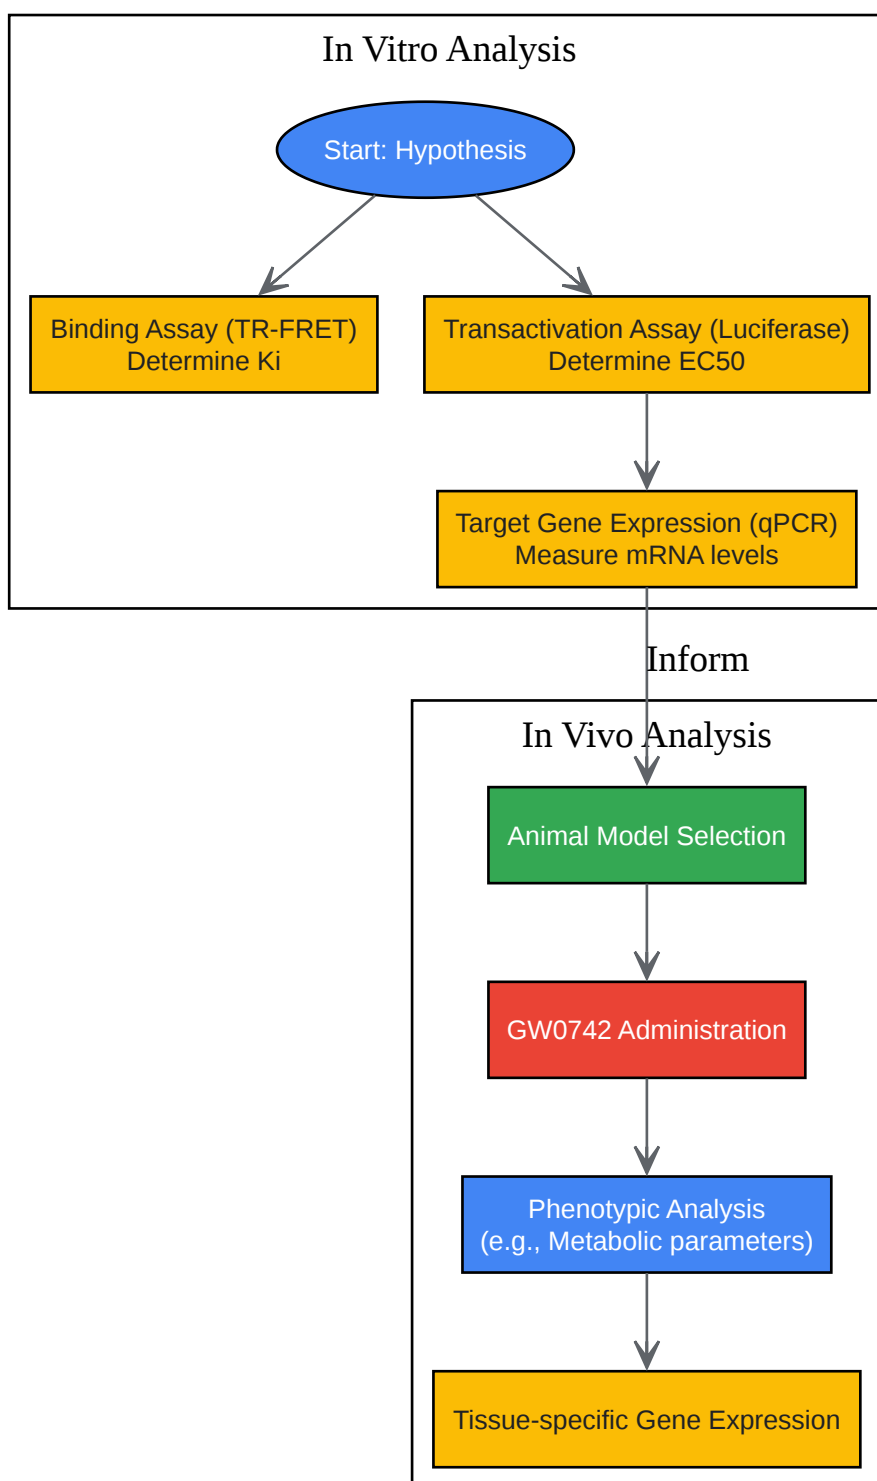 In Vitro Analysis
Start: Hypothesis
Binding Assay (TR-FRET)
Determine Ki
Transactivation Assay (Luciferase)
Determine EC50
Target Gene Expression (qPCR)
Measure mRNA levels
Inform
In Vivo Analysis
Animal Model Selection
GW0742 Administration
Phenotypic Analysis
(e.g., Metabolic parameters)
Tissue-specific Gene Expression